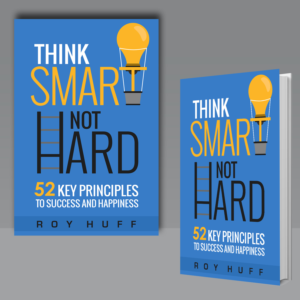 THINK
SMART
NOT
HARD
52 KEY PRINCIPLES
TO SUCCESS AND HAPPINESS
ROY HUFF
THINK
SMART
NOT
HARD
52 KEY PRINCIPLES
TO SUCCESS AND HAPPINESS
ROY HUFF